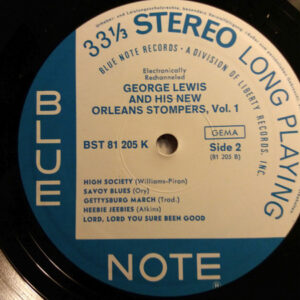 33 1/3 STEREO LONG PLAYING
BLUE NOTE RECORDS • A DIVISION OF LIBERTY RECORDS, INC.
Electronically
Rechanneled
GEORGE LEWIS
AND HIS NEW
ORLEANS STOMPERS, Vol. 1
GEMA
BST 81 205 K
Side 2
(81 205 B)
HIGH SOCIETY (Williams-Piron)
SAVOY BLUES (Ory)
GETTYSBURG MARCH (Trad.)
HEEBIE JEEBIES (Atkins)
LORD, LORD YOU SURE BEEN GOOD
BLUE
NOTE